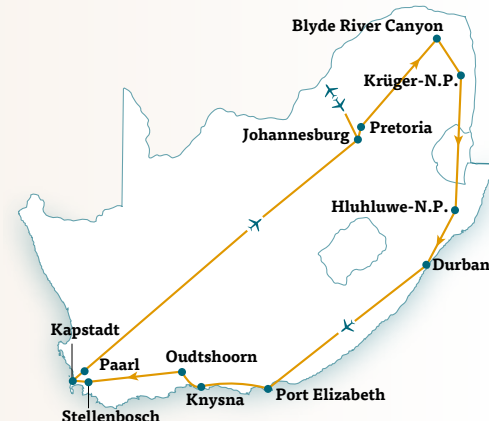 Blyde River Canyon
Krüger-N.P.
Pretoria
Johannesburg
Hluhluwe-N.P.
Durban
Kapstadt
Paarl
Oudtshoorn
Knysna
Port Elizabeth
Stellenbosch